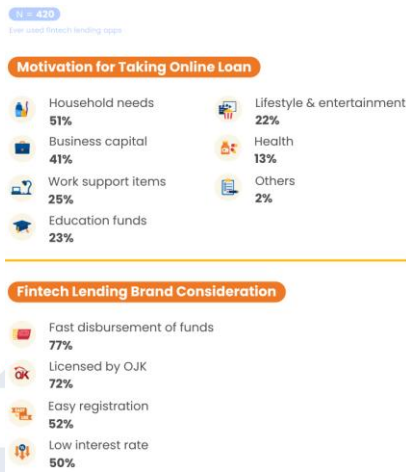 N = 420
Ever used fintech lending apps
Motivation for Taking Online Loan
Household needs
51%
Business capital
41%
Work support items
25%
Education funds
23%
Lifestyle & entertainment
22%
Health
13%
Others
2%
Fintech Lending Brand Consideration
Fast disbursement of funds
77%
Licensed by OJK
72%
Easy registration
52%
Low interest rate
50%